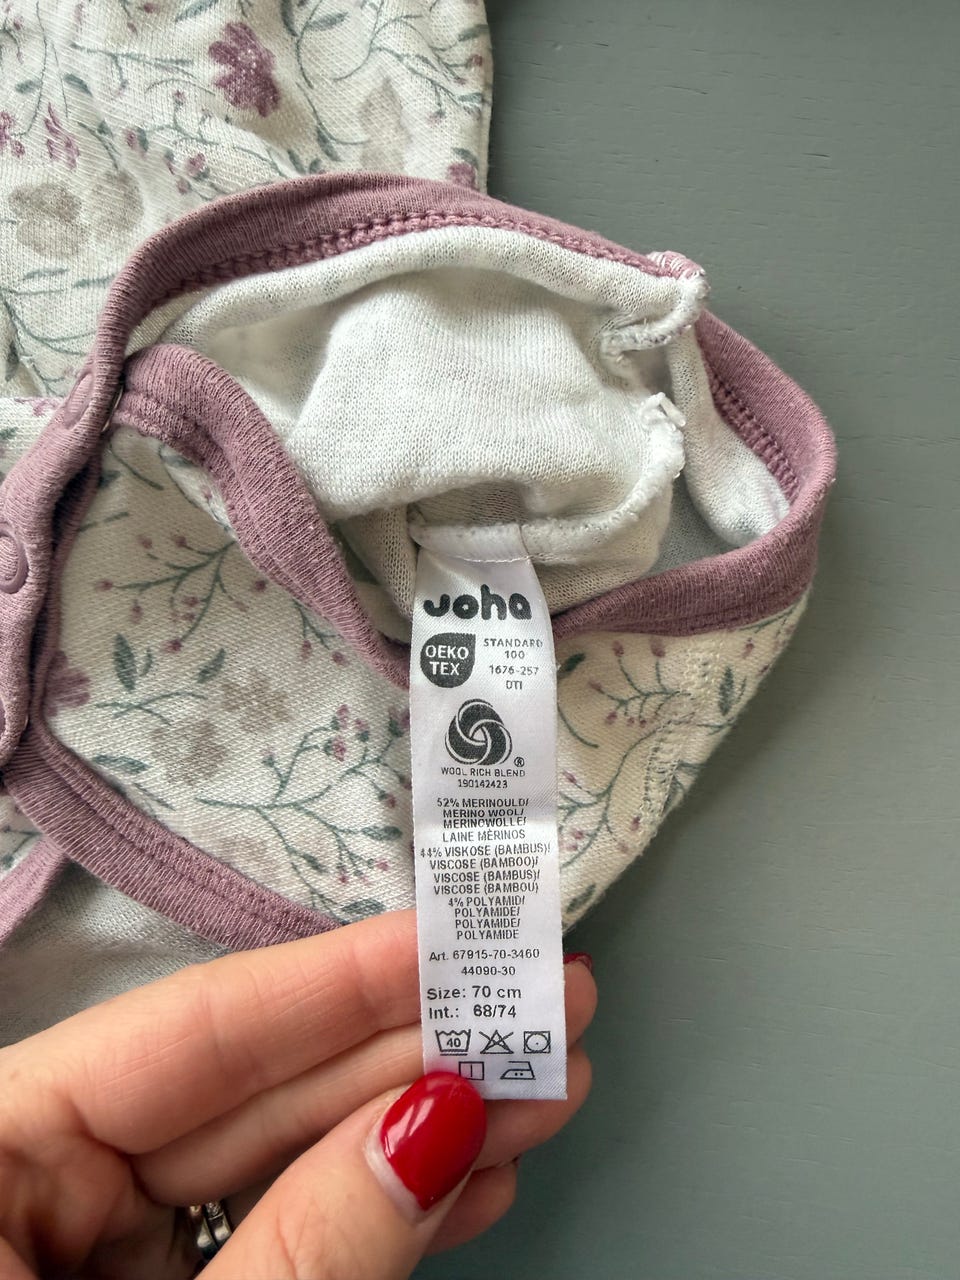 joha
OEKO
TEX
STANDARD
100
1676-257
DTI
®
WOOL RICH BLEND
190142423
52% MERINOULD/
MERINO WOOL/
MERINOWOLLE/
LAINE MÉRINOS
44% VISKOSE (BAMBUS)/
VISCOSE (BAMBOO)/
VISCOSE (BAMBUS)/
VISCOSE (BAMBOU)
4% POLYAMID/
POLYAMIDE/
POLYAMIDE/
POLYAMIDE
Art. 67915-70-3460
44090-30
Size: 70 cm
Int.: 68/74
40